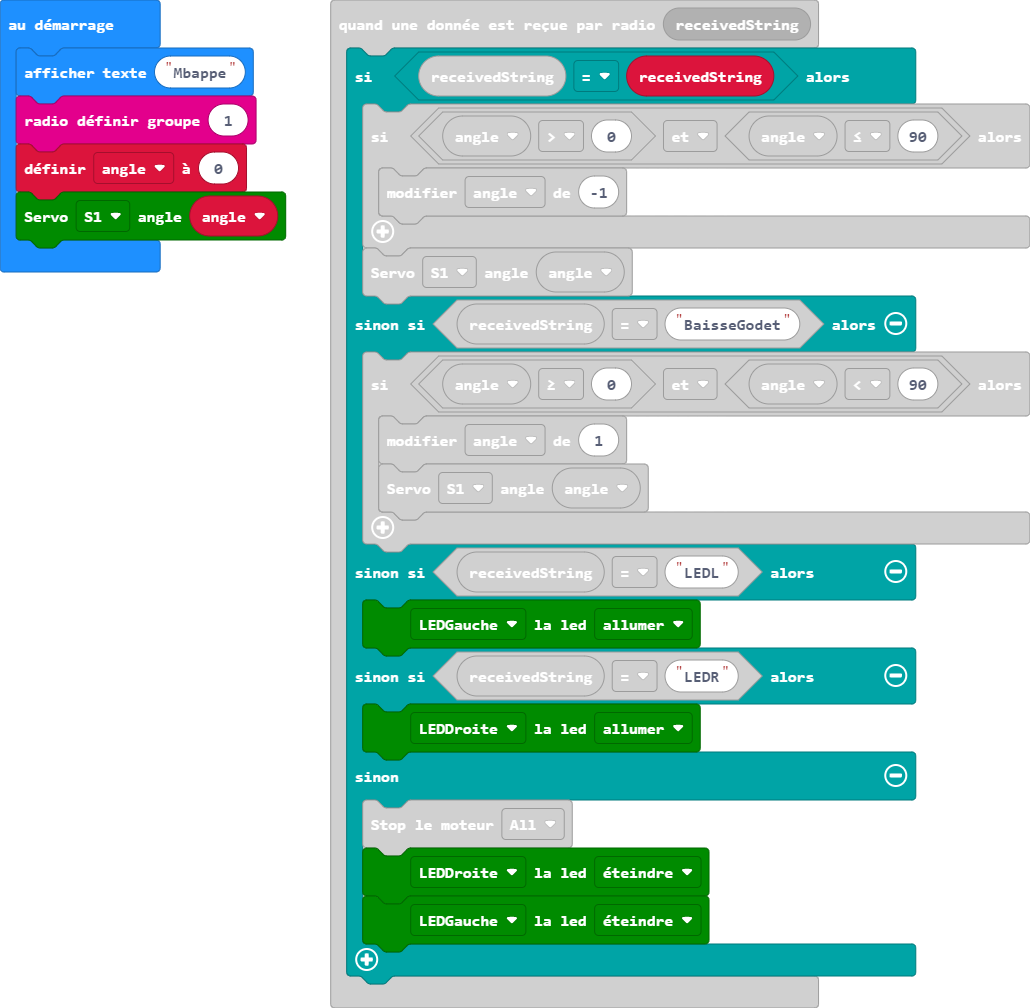 au démarrage
afficher texte "Mbappe"
radio définir groupe 1
définir angle à 0
Servo S1 angle angle
quand une donnée est reçue par radio receivedString
si receivedString = receivedString alors
si angle > 0 et angle ≤ 90 alors
modifier angle de -1
Servo S1 angle angle
sinon si receivedString = "BaisseGodet" alors
si angle ≥ 0 et angle < 90 alors
modifier angle de 1
Servo S1 angle angle
sinon si receivedString = "LEDL" alors
LEDGauche la led allumer
sinon si receivedString = "LEDR" alors
LEDDroite la led allumer
sinon
Stop le moteur All
LEDDroite la led éteindre
LEDGauche la led éteindre